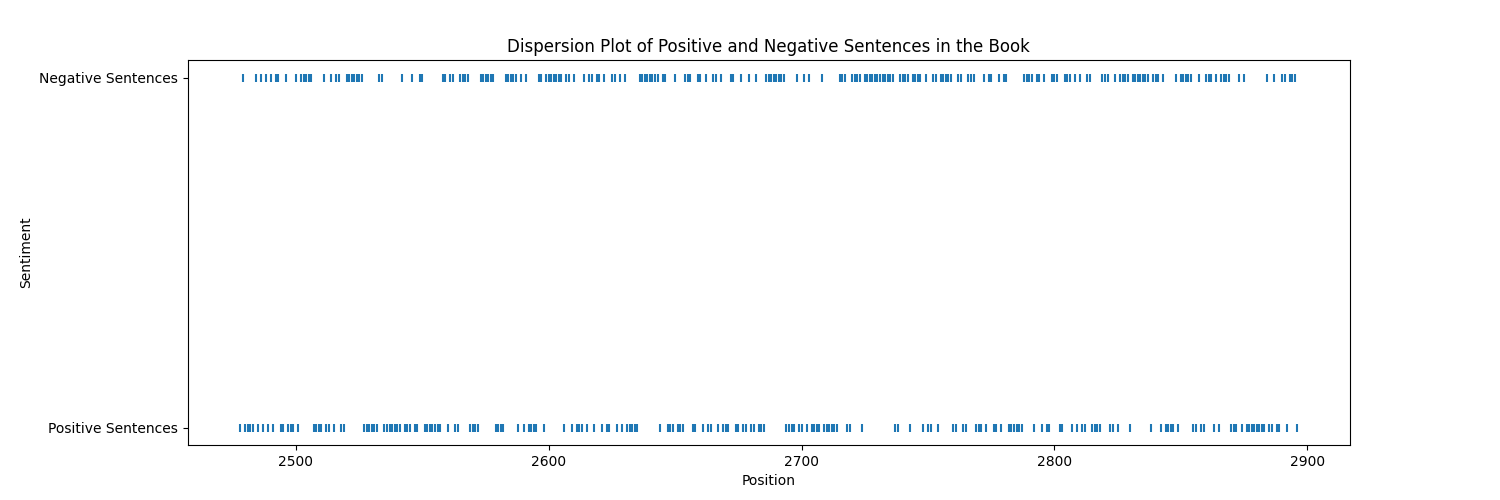 Dispersion Plot of Positive and Negative Sentences in the Book
Negative Sentences
Sentiment
Positive Sentences
2500
2600
2700
2800
2900
Position